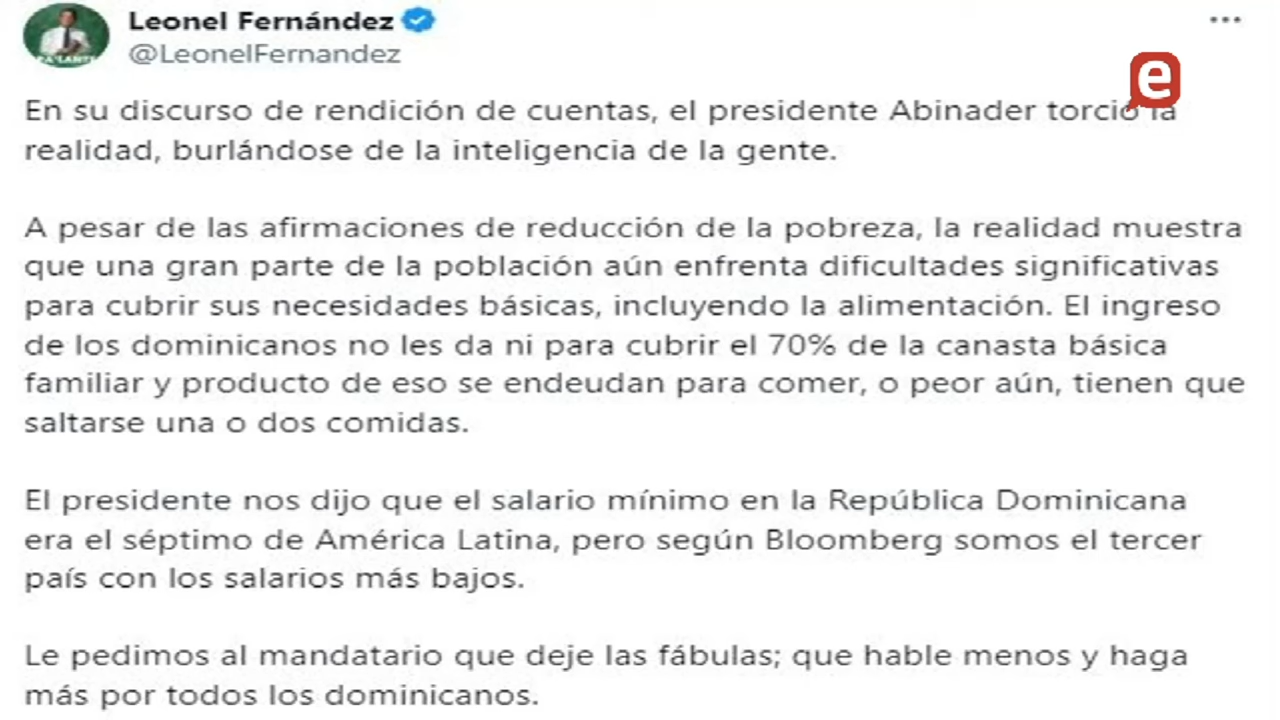 Leonel Fernández
@LeonelFernandez
e
En su discurso de rendición de cuentas, el presidente Abinader torció la
realidad, burlándose de la inteligencia de la gente.
A pesar de las afirmaciones de reducción de la pobreza, la realidad muestra
que una gran parte de la población aún enfrenta dificultades significativas
para cubrir sus necesidades básicas, incluyendo la alimentación. El ingreso
de los dominicanos no les da ni para cubrir el 70% de la canasta básica
familiar y producto de eso se endeudan para comer, o peor aún, tienen que
saltarse una o dos comidas.
El presidente nos dijo que el salario mínimo en la República Dominicana
era el séptimo de América Latina, pero según Bloomberg somos el tercer
país con los salarios más bajos.
Le pedimos al mandatario que deje las fábulas; que hable menos y haga
más por todos los dominicanos.